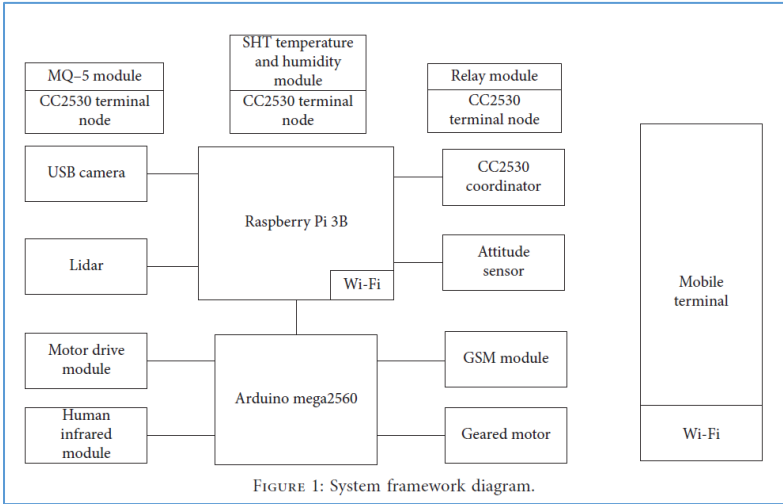 SHT temperature
and humidity
module
MQ–5 module
Relay module
CC2530 terminal
node
CC2530 terminal
node
CC2530
terminal node
USB camera
CC2530
coordinator
Raspberry Pi 3B
Lidar
Attitude
sensor
Wi-Fi
Mobile
terminal
Motor drive
module
GSM module
Arduino mega2560
Human
infrared module
Geared motor
Wi-Fi
FIGURE 1: System framework diagram.